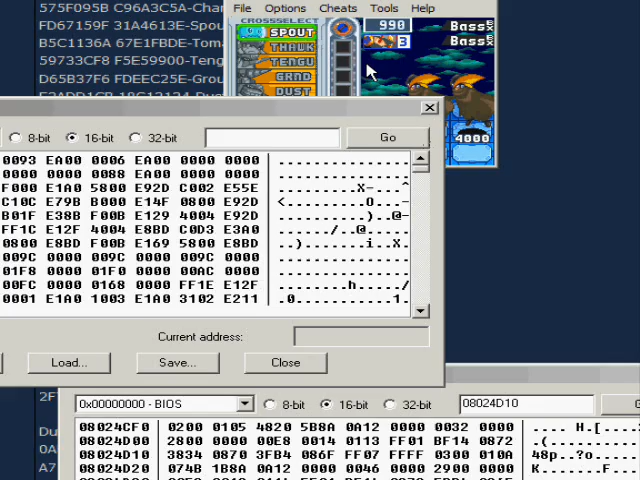 575F095B C96A3C5A-Char
FD67159F 31A4613E-Spou
B5C1136A 67E1FBDE-Toma
59733CF8 F5E59900-Teng
D65B37F6 FDEEC25E-Grou
File Options Cheats Tools Help
CROSSSELECT
SPOUT
THAWK
TENGU
GRND
DUST
990
3
Bass
Bass
4000
8-bit 16-bit 32-bit Go
0093 EA00 0006 EA00 0000 0000
0000 0000 0088 EA00 0000 0000
F000 E1A0 5800 E92D C002 E55E
C10C E79B B000 E14F 0800 E92D
B01F E38B F00B E129 4004 E92D
FF1C E12F 4004 E8BD C0D3 E3A0
0800 E8BD F00B E169 5800 E8BD
009C 0000 009C 0000 009C 0000
01F8 0000 01F0 0000 00AC 0000
00FC 0000 0168 0000 FF1E E12F
0001 E1A0 1003 E1A0 3102 E211
Current address:
Load... Save... Close
2F
Du
0A
A7
0x00000000 - BIOS 8-bit 16-bit 32-bit 08024D10 G
08024CF0 0200 0105 4820 5B8A 0A12 0000 0032 0000 .... H.[....
08024D00 2800 0000 00E8 0014 0113 FF01 BF14 0872 .(..........
08024D10 3834 0870 3FB4 086F FF07 FFFF 0300 010A 48p..?o.....
08024D20 074B 1B8A 0A12 0000 0046 0000 2900 0000 K.......F...